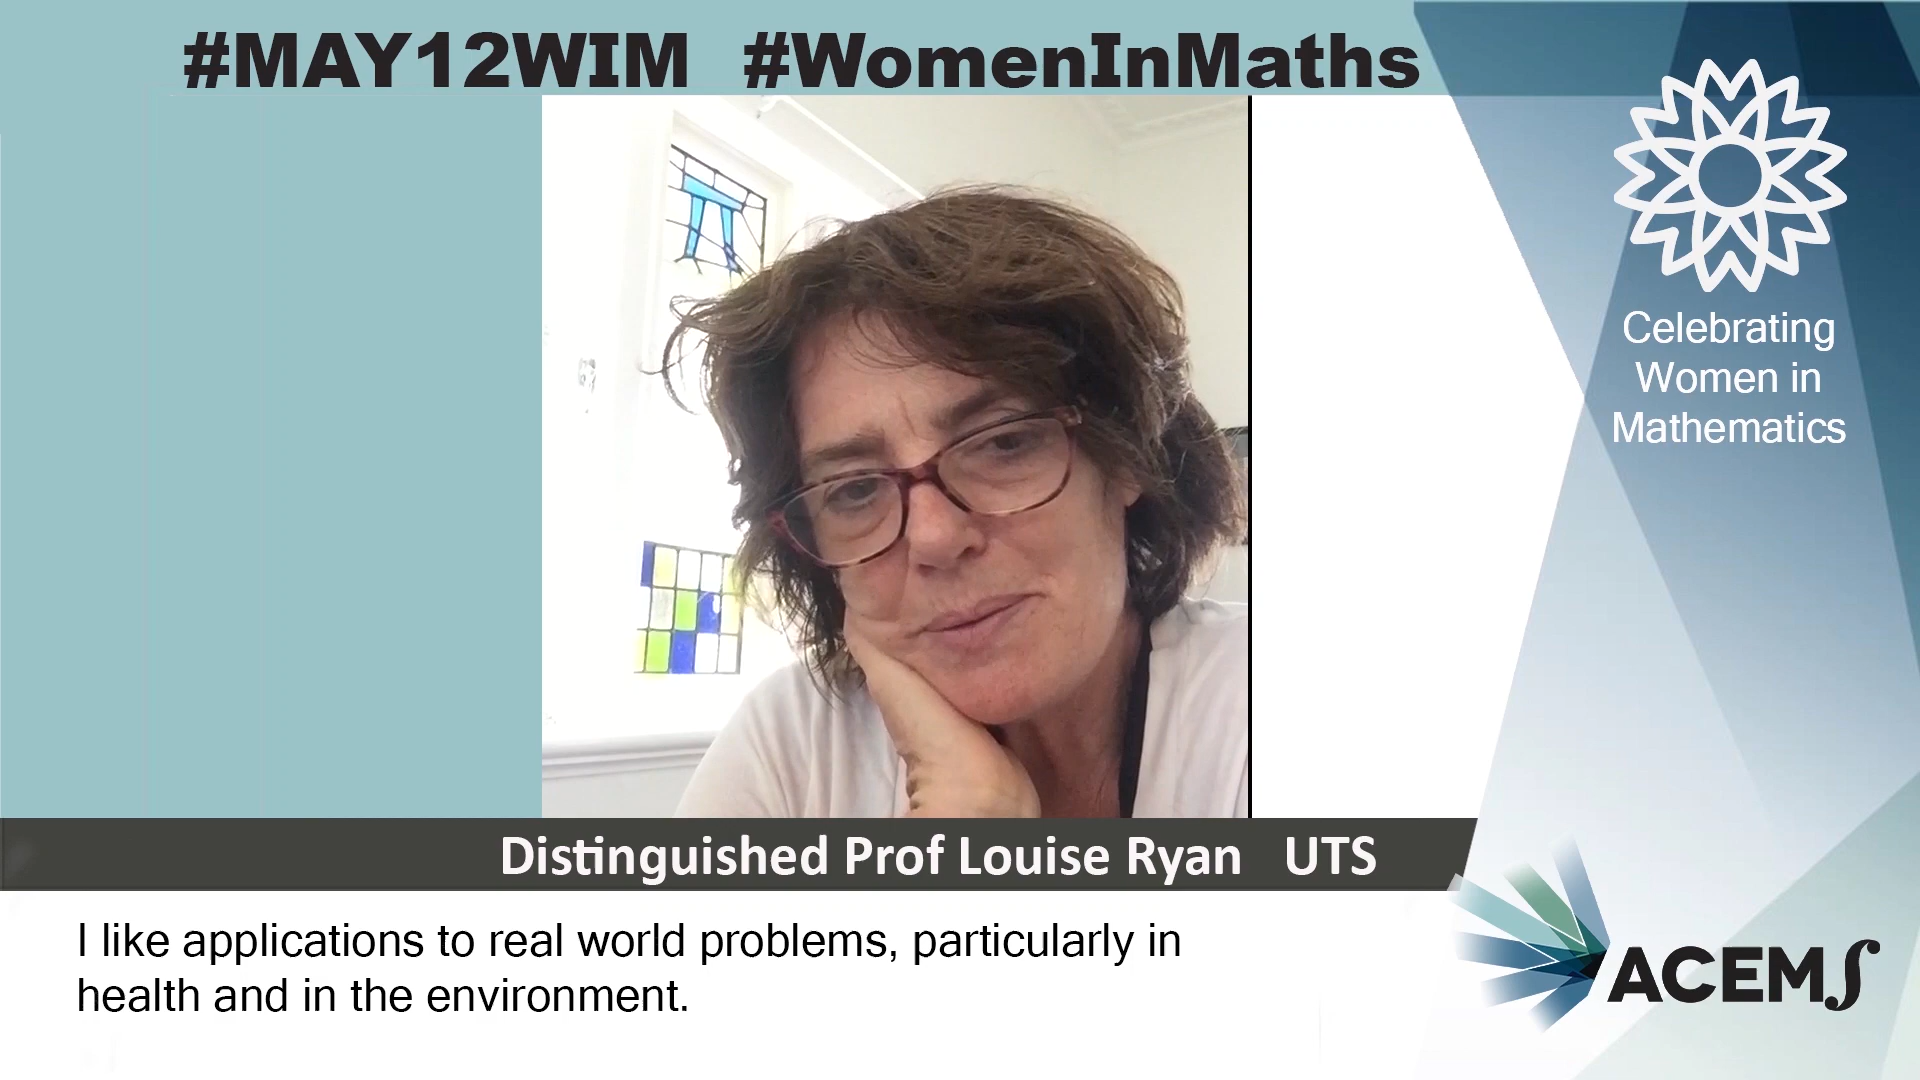 #MAY12WIM #WomenInMaths
Celebrating
Women in
Mathematics
Distinguished Prof Louise Ryan UTS
I like applications to real world problems, particularly in
health and in the environment.
ACEMS